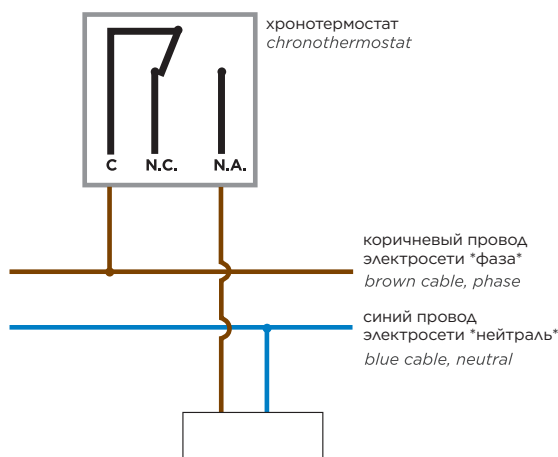 хронотермостат
chronothermostat
C N.C. N.A.
коричневый провод
электросети *фаза*
brown cable, phase
синий провод
электросети *нейтраль*
blue cable, neutral